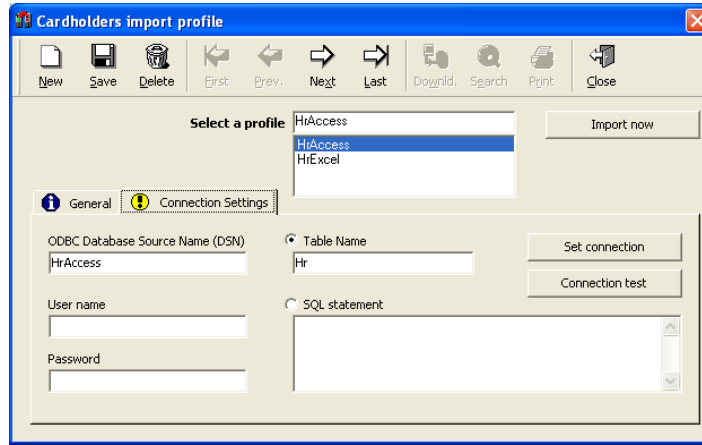 Cardholders import profile
New Save Delete First Prev. Next Last Downld. Search Print Close
Select a profile HrAccess Import now
HrAccess
HrExcel
General Connection Settings
ODBC Database Source Name (DSN) Table Name Set connection
HrAccess Hr
Connection test
User name SQL statement
Password